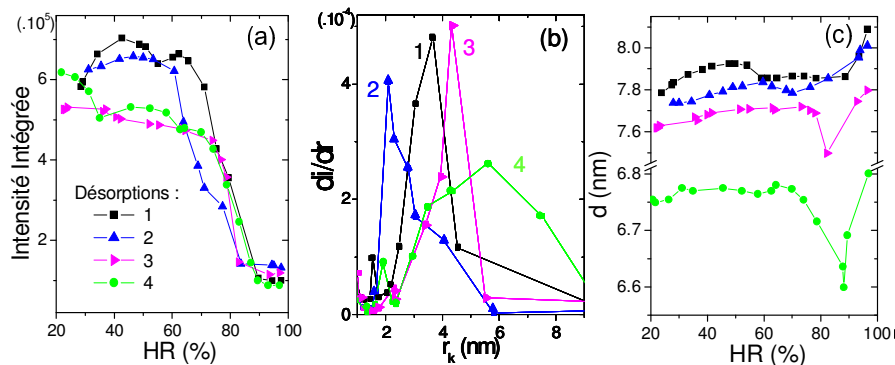 (.10⁵)
(a)
Intensité Intégrée
6
4
2
Désorptions :
1
2
3
4
20 40 60 80 100
HR (%)
.10⁻⁴
(b)
di/dr
4
2
0
1
2
3
4
2 4 6 8
r_k (nm)
(c)
d (nm)
8.0
7.8
7.6
6.8
6.7
6.6
20 40 60 80 100
HR (%)